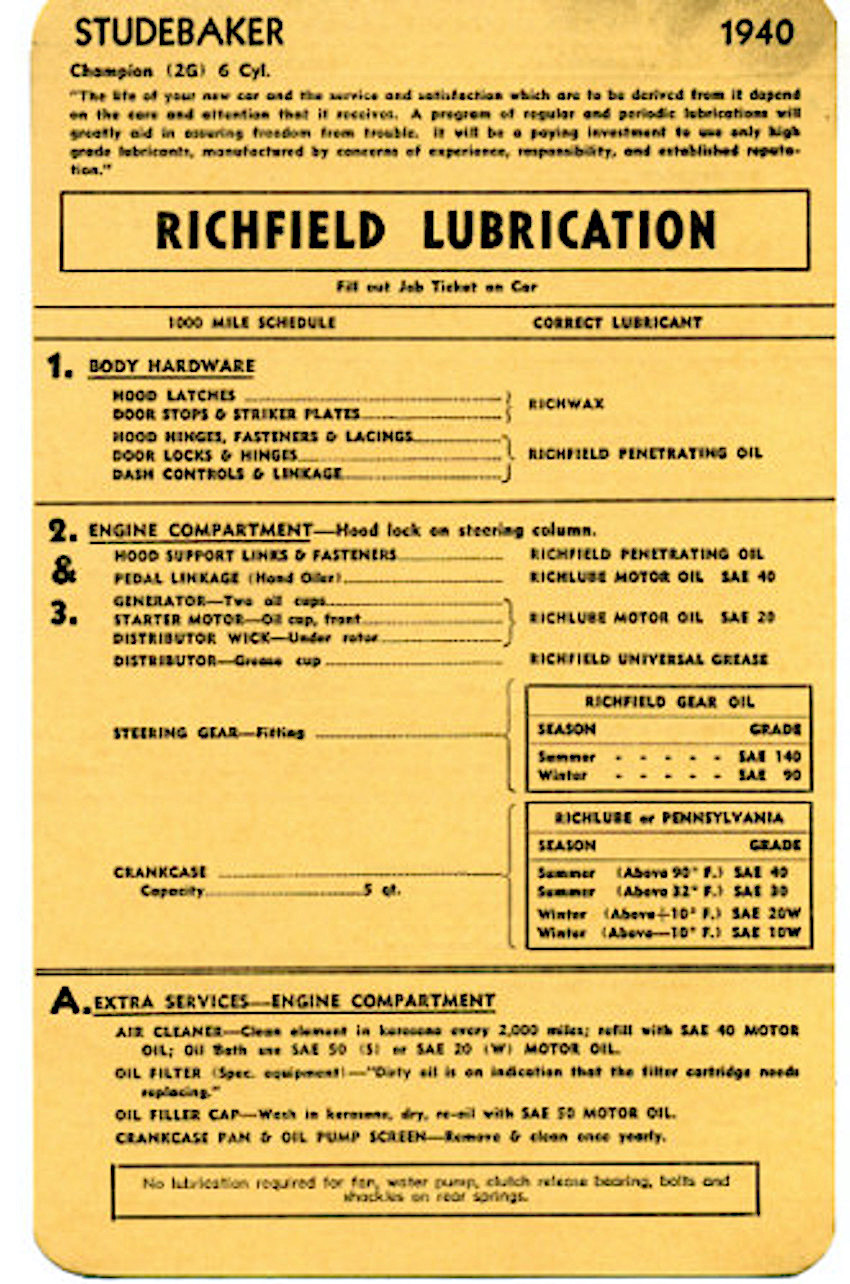 STUDEBAKER 1940
Champion (2G) 6 Cyl.
"The life of your new car and the service and satisfaction which are to be derived from it depend
on the care and attention that it receives. A program of regular and periodic lubrications will
greatly aid in assuring freedom from trouble. It will be a paying investment to use only high
grade lubricants, manufactured by concerns of experience, responsibility, and established reputa-
tion."
RICHFIELD LUBRICATION
Fill out Job Ticket on Car
1000 MILE SCHEDULE CORRECT LUBRICANT
1. BODY HARDWARE
HOOD LATCHES
DOOR STOPS & STRIKER PLATES
RICHWAX
HOOD HINGES, FASTENERS & LACINGS
DOOR LOCKS & HINGES
DASH CONTROLS & LINKAGE
RICHFIELD PENETRATING OIL
2. ENGINE COMPARTMENT—Hood lock on steering column.
&
3.
HOOD SUPPORT LINKS & FASTENERS RICHFIELD PENETRATING OIL
PEDAL LINKAGE (Hand Oiler) RICHLUBE MOTOR OIL SAE 40
GENERATOR—Two oil cups
STARTER MOTOR—Oil cup, front
DISTRIBUTOR WICK—Under rotor
RICHLUBE MOTOR OIL SAE 20
DISTRIBUTOR—Grease cup RICHFIELD UNIVERSAL GREASE
STEERING GEAR—Fitting
RICHFIELD GEAR OIL
SEASON GRADE
Summer - - - - - SAE 140
Winter - - - - - SAE 90
CRANKCASE
Capacity 5 qt.
RICHLUBE or PENNSYLVANIA
SEASON GRADE
Summer (Above 90° F.) SAE 40
Summer (Above 32° F.) SAE 30
Winter (Above+10° F.) SAE 20W
Winter (Above—10° F.) SAE 10W
A. EXTRA SERVICES—ENGINE COMPARTMENT
AIR CLEANER—Clean element in kerosene every 2,000 miles; refill with SAE 40 MOTOR
OIL; Oil Bath use SAE 50 (S) or SAE 20 (W) MOTOR OIL.
OIL FILTER (Spec. equipment)—"Dirty oil is an indication that the filter cartridge needs
replacing."
OIL FILLER CAP—Wash in kerosene, dry, re-oil with SAE 50 MOTOR OIL.
CRANKCASE PAN & OIL PUMP SCREEN—Remove & clean once yearly.
No lubrication required for fan, water pump, clutch release bearing, bolts and
shackles on rear springs.